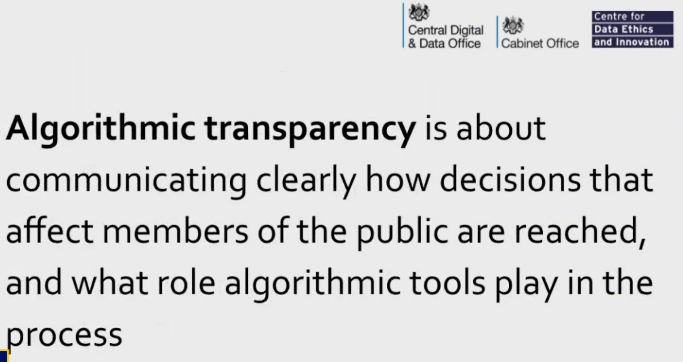 Central Digital
& Data Office
Cabinet Office
Centre for
Data Ethics
and Innovation
Algorithmic transparency is about
communicating clearly how decisions that
affect members of the public are reached,
and what role algorithmic tools play in the
process